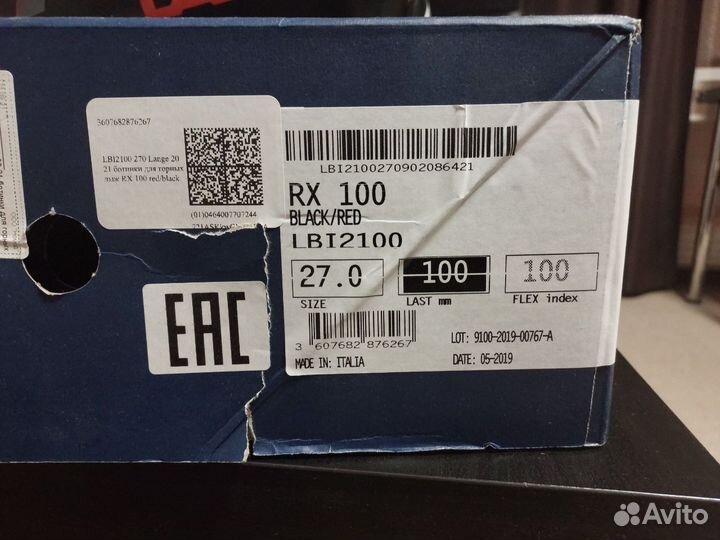 3607682876267
LBI2100 270 Lange 20
21 ботинки для горных
лыж RX 100 red/black
(01)0464007707244
LBI2100270902086421
RX 100
BLACK/RED
LBI2100
27.0
SIZE
100
LAST mm
100
FLEX index
3 607682 876267
MADE IN: ITALIA
LOT: 9100-2019-00767-A
DATE: 05-2019
EAC
Avito